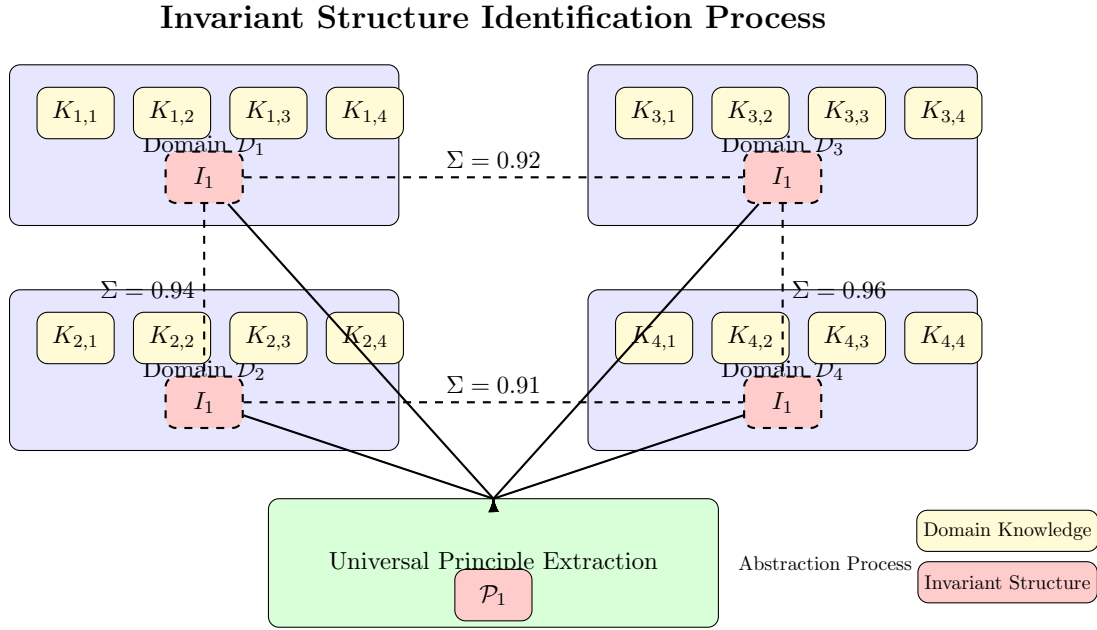 Invariant Structure Identification Process
K₁,₁ K₁,₂ K₁,₃ K₁,₄
Domain 𝒟₁
I₁
K₃,₁ K₃,₂ K₃,₃ K₃,₄
Domain 𝒟₃
I₁
Σ = 0.92
Σ = 0.94
Σ = 0.96
K₂,₁ K₂,₂ K₂,₃ K₂,₄
Domain 𝒟₂
I₁
K₄,₁ K₄,₂ K₄,₃ K₄,₄
Domain 𝒟₄
I₁
Σ = 0.91
Universal Principle Extraction
𝒫₁
Abstraction Process
Domain Knowledge
Invariant Structure